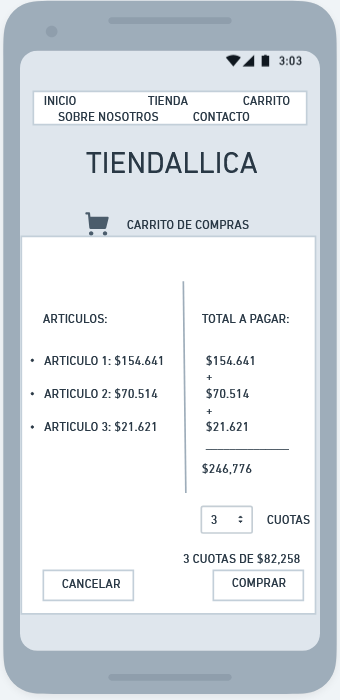 3:03
INICIO TIENDA CARRITO
SOBRE NOSOTROS CONTACTO
TIENDALLICA
CARRITO DE COMPRAS
ARTICULOS:
• ARTICULO 1: $154.641
• ARTICULO 2: $70.514
• ARTICULO 3: $21.621
TOTAL A PAGAR:
$154.641
+
$70.514
+
$21.621
$246,776
3 CUOTAS
3 CUOTAS DE $82,258
CANCELAR COMPRAR